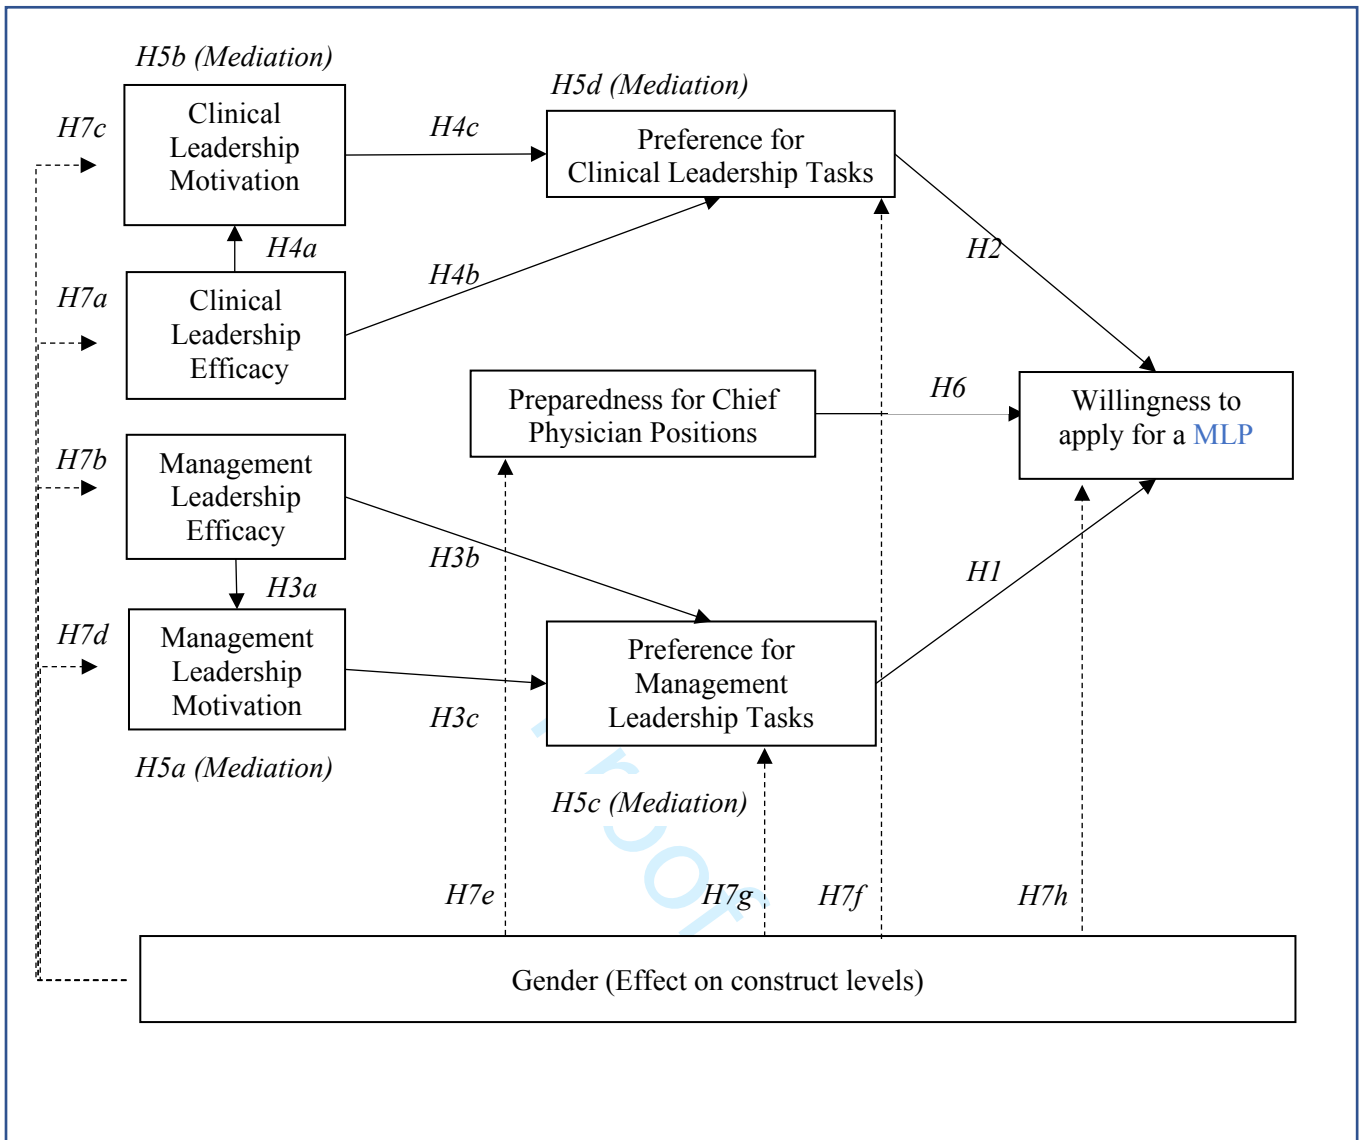 H5b (Mediation)
H5d (Mediation)
H7c
Clinical
Leadership
Motivation
H4c
Preference for
Clinical Leadership Tasks
H4a
H2
H7a
Clinical
Leadership
Efficacy
H4b
Preparedness for Chief
Physician Positions
H6
Willingness to
apply for a MLP
H7b
Management
Leadership
Efficacy
H3b
H3a
H1
H7d
Management
Leadership
Motivation
H3c
Preference for
Management
Leadership Tasks
H5a (Mediation)
H5c (Mediation)
Proof
H7e
H7g
H7f
H7h
Gender (Effect on construct levels)